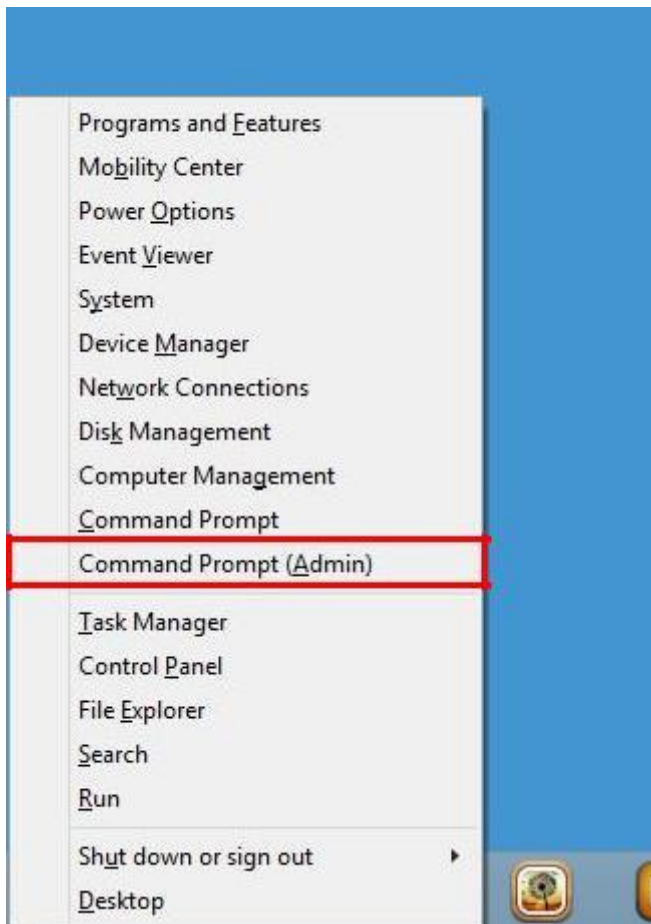 Programs and Features
Mobility Center
Power Options
Event Viewer
System
Device Manager
Network Connections
Disk Management
Computer Management
Command Prompt
Command Prompt (Admin)
Task Manager
Control Panel
File Explorer
Search
Run
Shut down or sign out
Desktop